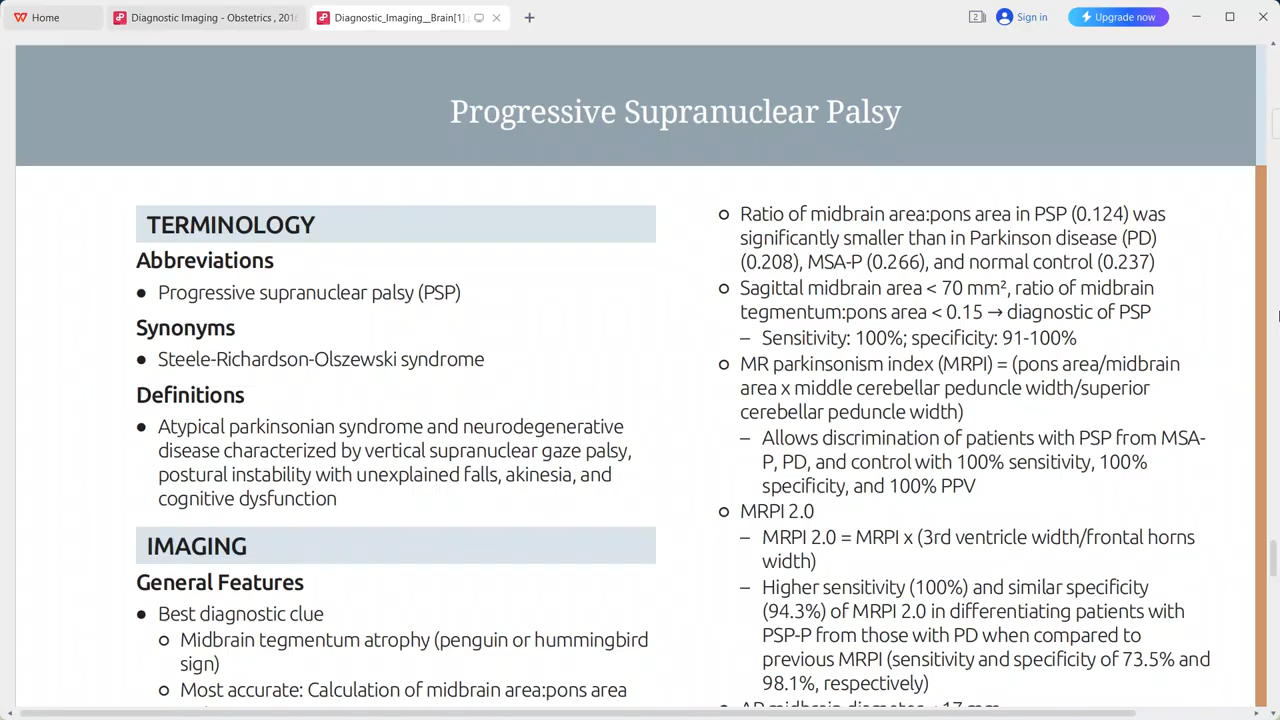 Home
Diagnostic Imaging - Obstetrics , 201
Diagnostic_Imaging__Brain[1].
2
Sign in
Upgrade now
Progressive Supranuclear Palsy
TERMINOLOGY
Abbreviations
• Progressive supranuclear palsy (PSP)
Synonyms
• Steele-Richardson-Olszewski syndrome
Definitions
• Atypical parkinsonian syndrome and neurodegenerative
disease characterized by vertical supranuclear gaze palsy,
postural instability with unexplained falls, akinesia, and
cognitive dysfunction
IMAGING
General Features
• Best diagnostic clue
○ Midbrain tegmentum atrophy (penguin or hummingbird
sign)
○ Most accurate: Calculation of midbrain area:pons area
○ Ratio of midbrain area:pons area in PSP (0.124) was
significantly smaller than in Parkinson disease (PD)
(0.208), MSA-P (0.266), and normal control (0.237)
○ Sagittal midbrain area < 70 mm², ratio of midbrain
tegmentum:pons area < 0.15 → diagnostic of PSP
– Sensitivity: 100%; specificity: 91-100%
○ MR parkinsonism index (MRPI) = (pons area/midbrain
area x middle cerebellar peduncle width/superior
cerebellar peduncle width)
– Allows discrimination of patients with PSP from MSA-
P, PD, and control with 100% sensitivity, 100%
specificity, and 100% PPV
○ MRPI 2.0
– MRPI 2.0 = MRPI x (3rd ventricle width/frontal horns
width)
– Higher sensitivity (100%) and similar specificity
(94.3%) of MRPI 2.0 in differentiating patients with
PSP-P from those with PD when compared to
previous MRPI (sensitivity and specificity of 73.5% and
98.1%, respectively)